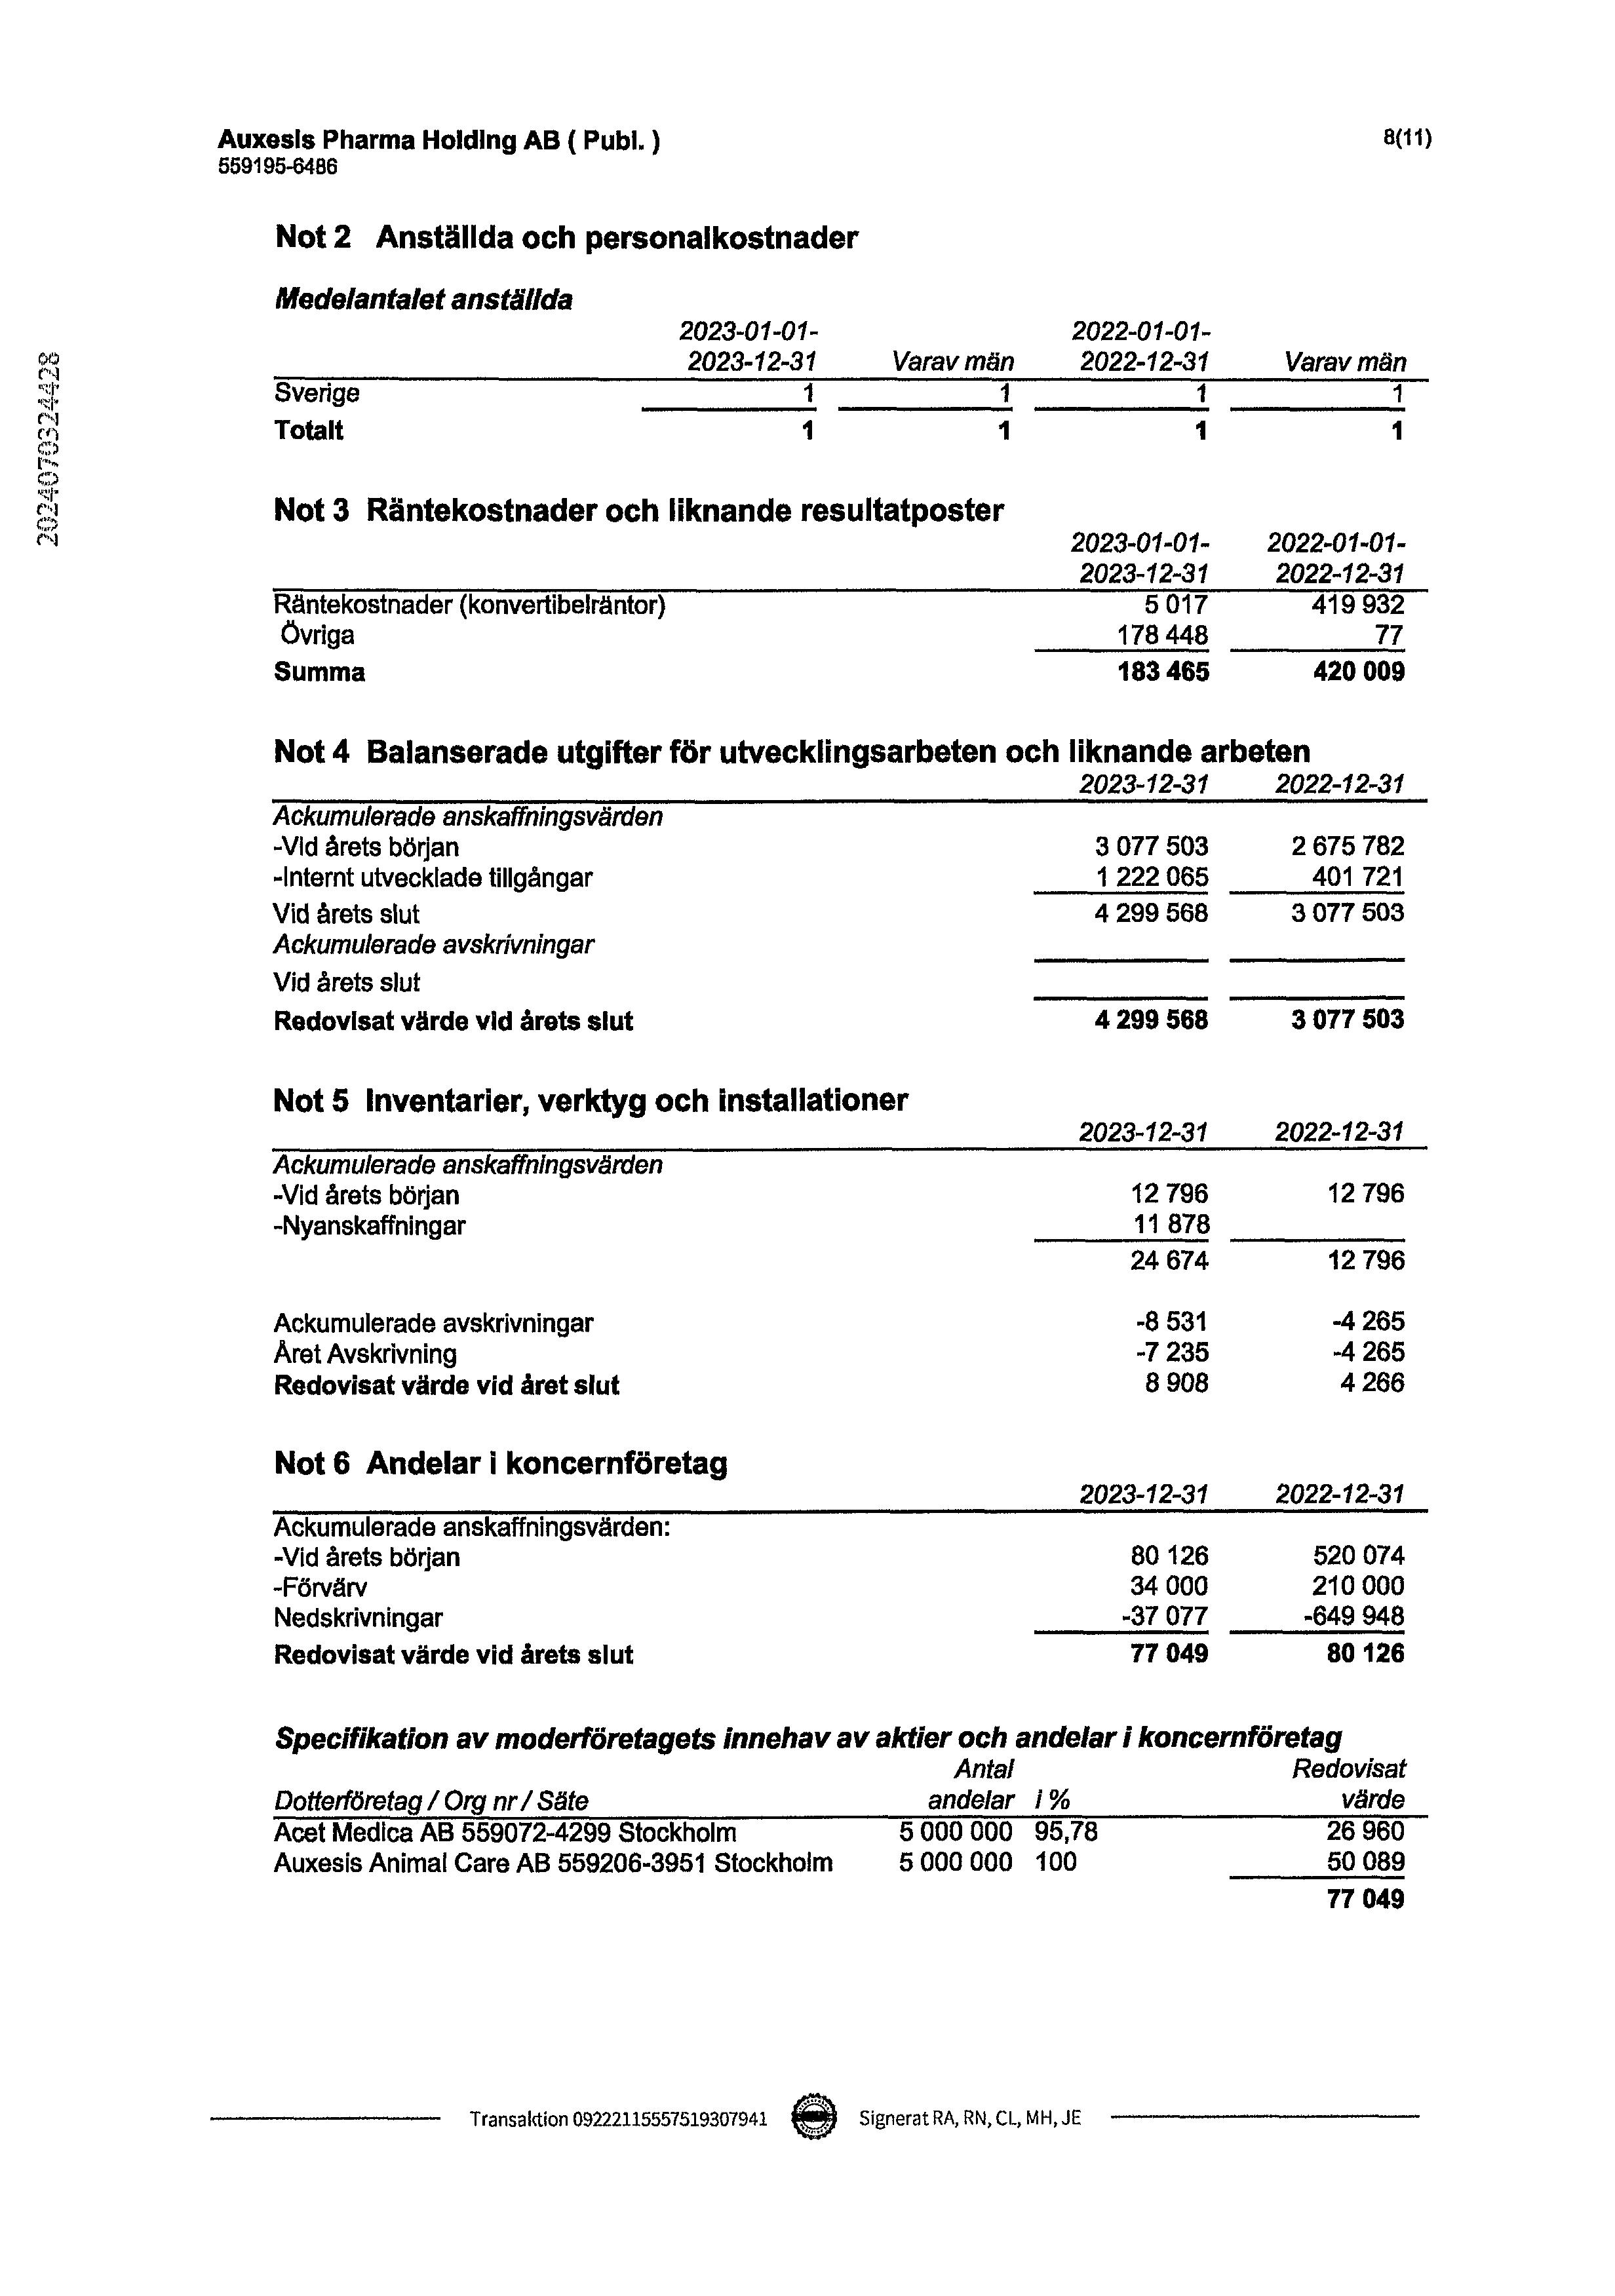 Auxesis Pharma Holding AB ( Publ. ) 8(11)
559195-6486
Not 2 Anställda och personalkostnader
Medelantalet anställda
2023-01-01- 2022-01-01-
2023-12-31 Varav män 2022-12-31 Varav män
Sverige 1 1 1 1
Totalt 1 1 1 1
Not 3 Räntekostnader och liknande resultatposter
2023-01-01- 2022-01-01-
2023-12-31 2022-12-31
Räntekostnader (konvertibelräntor) 5 017 419 932
Övriga 178 448 77
Summa 183 465 420 009
Not 4 Balanserade utgifter för utvecklingsarbeten och liknande arbeten
2023-12-31 2022-12-31
Ackumulerade anskaffningsvärden
-Vid årets början 3 077 503 2 675 782
-Internt utvecklade tillgångar 1 222 065 401 721
Vid årets slut 4 299 568 3 077 503
Ackumulerade avskrivningar
Vid årets slut
Redovisat värde vid årets slut 4 299 568 3 077 503
Not 5 Inventarier, verktyg och installationer
2023-12-31 2022-12-31
Ackumulerade anskaffningsvärden
-Vid årets början 12 796 12 796
-Nyanskaffningar 11 878
24 674 12 796
Ackumulerade avskrivningar -8 531 -4 265
Året Avskrivning -7 235 -4 265
Redovisat värde vid året slut 8 908 4 266
Not 6 Andelar i koncernföretag
2023-12-31 2022-12-31
Ackumulerade anskaffningsvärden:
-Vid årets början 80 126 520 074
-Förvärv 34 000 210 000
Nedskrivningar -37 077 -649 948
Redovisat värde vid årets slut 77 049 80 126
Specifikation av moderföretagets innehav av aktier och andelar i koncernföretag
Antal Redovisat
Dotterföretag / Org nr / Säte andelar i % värde
Acet Medica AB 559072-4299 Stockholm 5 000 000 95,78 26 960
Auxesis Animal Care AB 559206-3951 Stockholm 5 000 000 100 50 089
77 049
Transaktion 09222115557519307941 Signerat RA, RN, CL, MH, JE
2024070324428